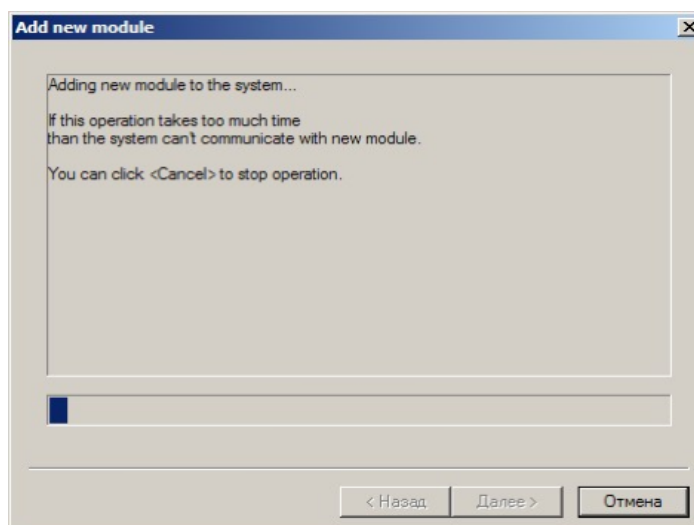 Add new module
Adding new module to the system...
If this operation takes too much time
than the system can't communicate with new module.
You can click <Cancel> to stop operation.
< Назад
Далее >
Отмена